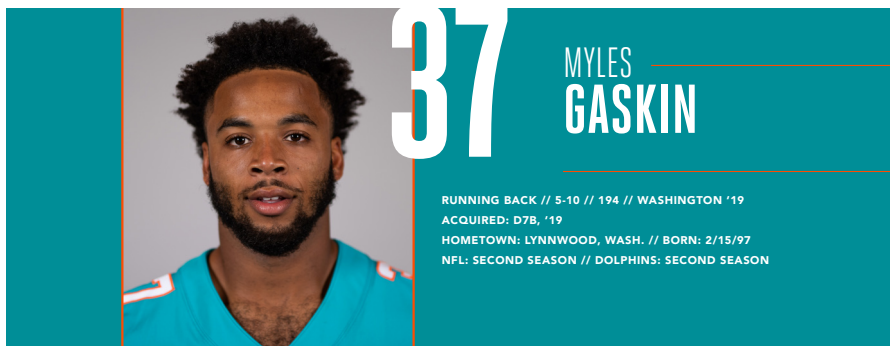 37
MYLES
GASKIN
RUNNING BACK // 5-10 // 194 // WASHINGTON ’19
ACQUIRED: D7B, ’19
HOMETOWN: LYNNWOOD, WASH. // BORN: 2/15/97
NFL: SECOND SEASON // DOLPHINS: SECOND SEASON
7